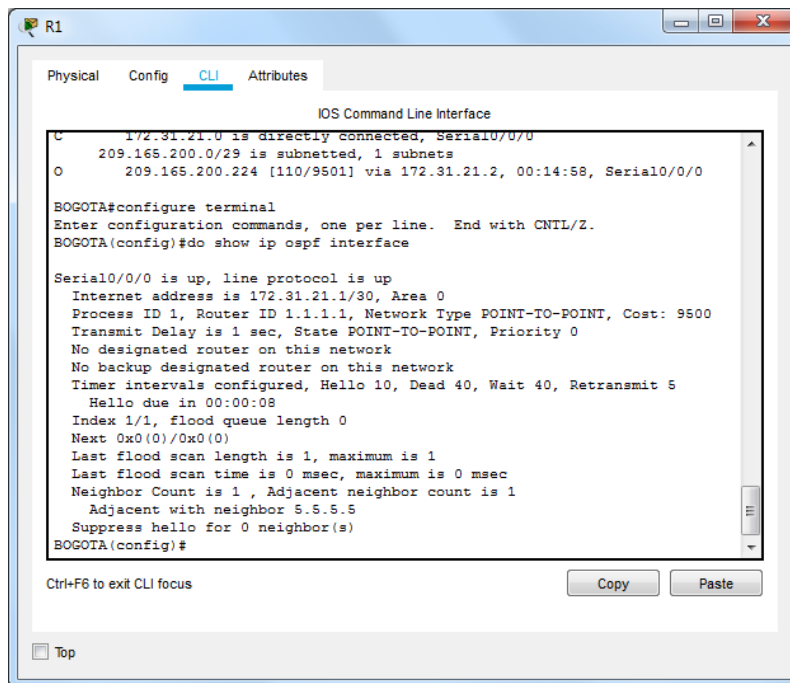 R1
Physical Config CLI Attributes
IOS Command Line Interface
C 172.31.21.0 is directly connected, Serial0/0/0
209.165.200.0/29 is subnetted, 1 subnets
O 209.165.200.224 [110/9501] via 172.31.21.2, 00:14:58, Serial0/0/0
BOGOTA#configure terminal
Enter configuration commands, one per line. End with CNTL/Z.
BOGOTA(config)#do show ip ospf interface
Serial0/0/0 is up, line protocol is up
Internet address is 172.31.21.1/30, Area 0
Process ID 1, Router ID 1.1.1.1, Network Type POINT-TO-POINT, Cost: 9500
Transmit Delay is 1 sec, State POINT-TO-POINT, Priority 0
No designated router on this network
No backup designated router on this network
Timer intervals configured, Hello 10, Dead 40, Wait 40, Retransmit 5
Hello due in 00:00:08
Index 1/1, flood queue length 0
Next 0x0(0)/0x0(0)
Last flood scan length is 1, maximum is 1
Last flood scan time is 0 msec, maximum is 0 msec
Neighbor Count is 1 , Adjacent neighbor count is 1
Adjacent with neighbor 5.5.5.5
Suppress hello for 0 neighbor(s)
BOGOTA(config)#
Ctrl+F6 to exit CLI focus
Copy Paste
Top